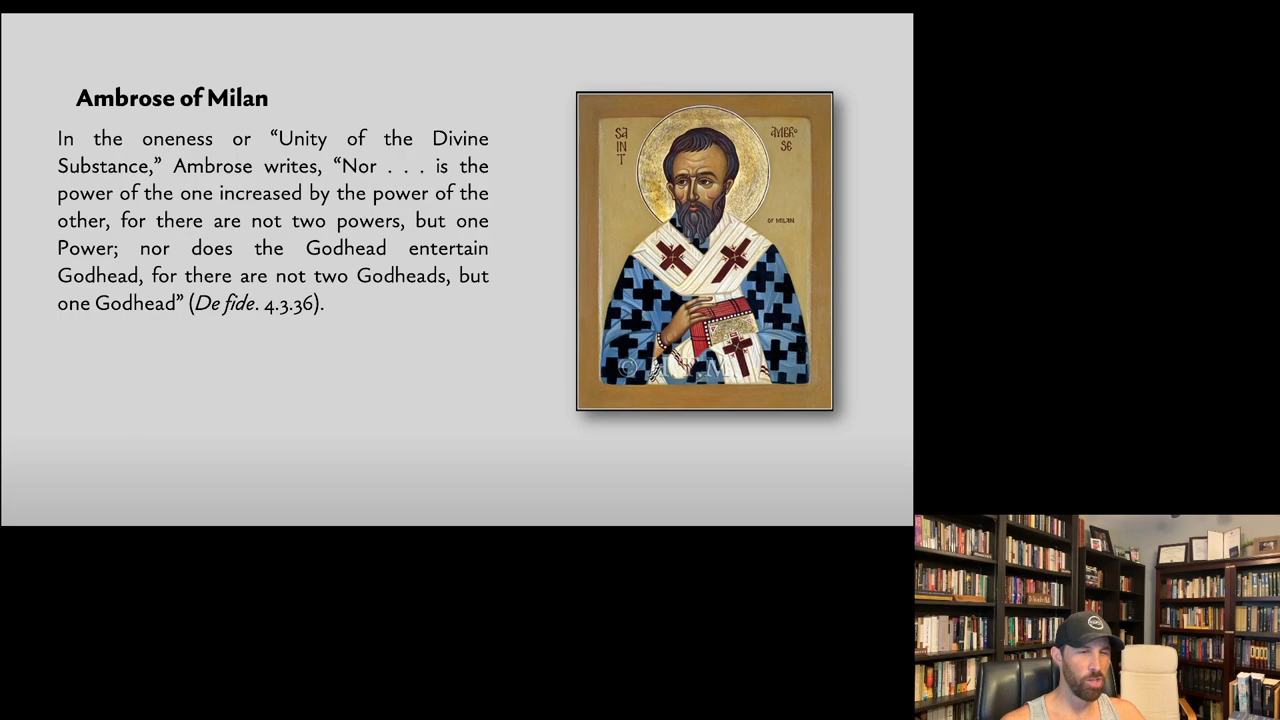 Ambrose of Milan
In the oneness or “Unity of the Divine
Substance,” Ambrose writes, “Nor . . . is the
power of the one increased by the power of the
other, for there are not two powers, but one
Power; nor does the Godhead entertain
Godhead, for there are not two Godheads, but
one Godhead” (De fide. 4.3.36).
SA
IN
T
AMBRO
SE
OF MILAN